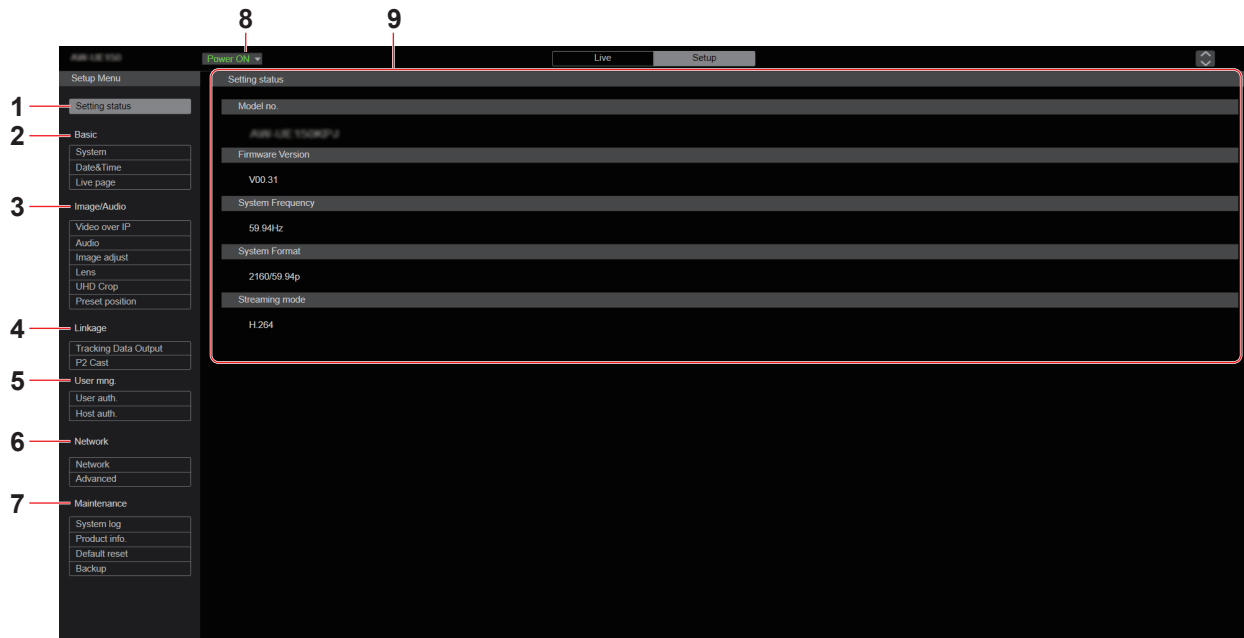 8 9
AW-UE150 Power ON Live Setup
Setup Menu
Setting status
1 Setting status
Model no.
2 Basic
AW-UE150KPJ
System
Firmware Version
Date&Time
Live page
V00.31
3 Image/Audio
System Frequency
Video over IP
59.94Hz
Audio
System Format
Image adjust
Lens
2160/59.94p
UHD Crop
Preset position
Streaming mode
4 Linkage
H.264
Tracking Data Output
P2 Cast
5 User mng.
User auth.
Host auth.
6 Network
Network
Advanced
7 Maintenance
System log
Product info.
Default reset
Backup